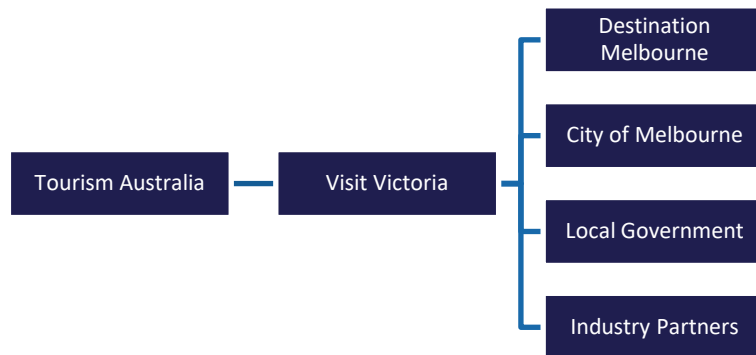 Tourism Australia
Visit Victoria
Destination
Melbourne
City of Melbourne
Local Government
Industry Partners